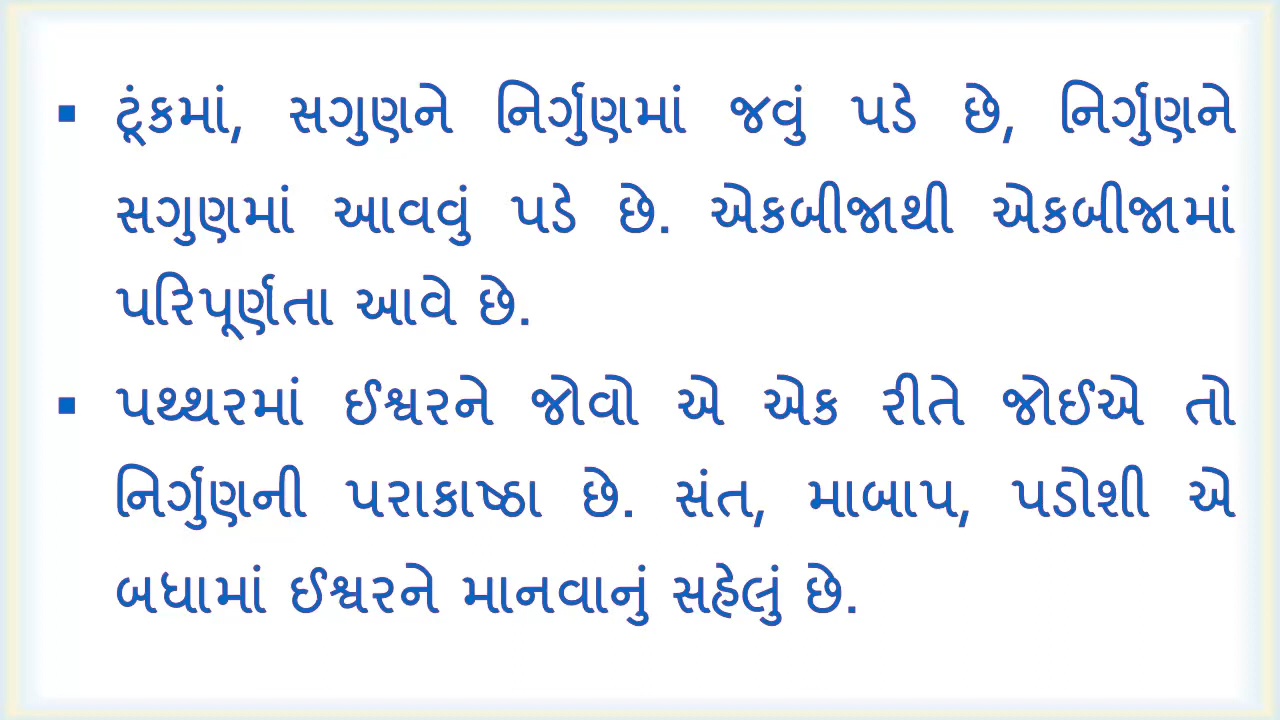 ▪ ટૂંકમાં, સગુણને નિર્ગુણમાં જવું પડે છે, નિર્ગુણને
સગુણમાં આવવું પડે છે. એકબીજાથી એકબીજામાં
પરિપૂર્ણતા આવે છે.
▪ પથ્થરમાં ઈશ્વરને જોવો એ એક રીતે જોઈએ તો
નિર્ગુણની પરાકાષ્ઠા છે. સંત, માબાપ, પડોશી એ
બધામાં ઈશ્વરને માનવાનું સહેલું છે.